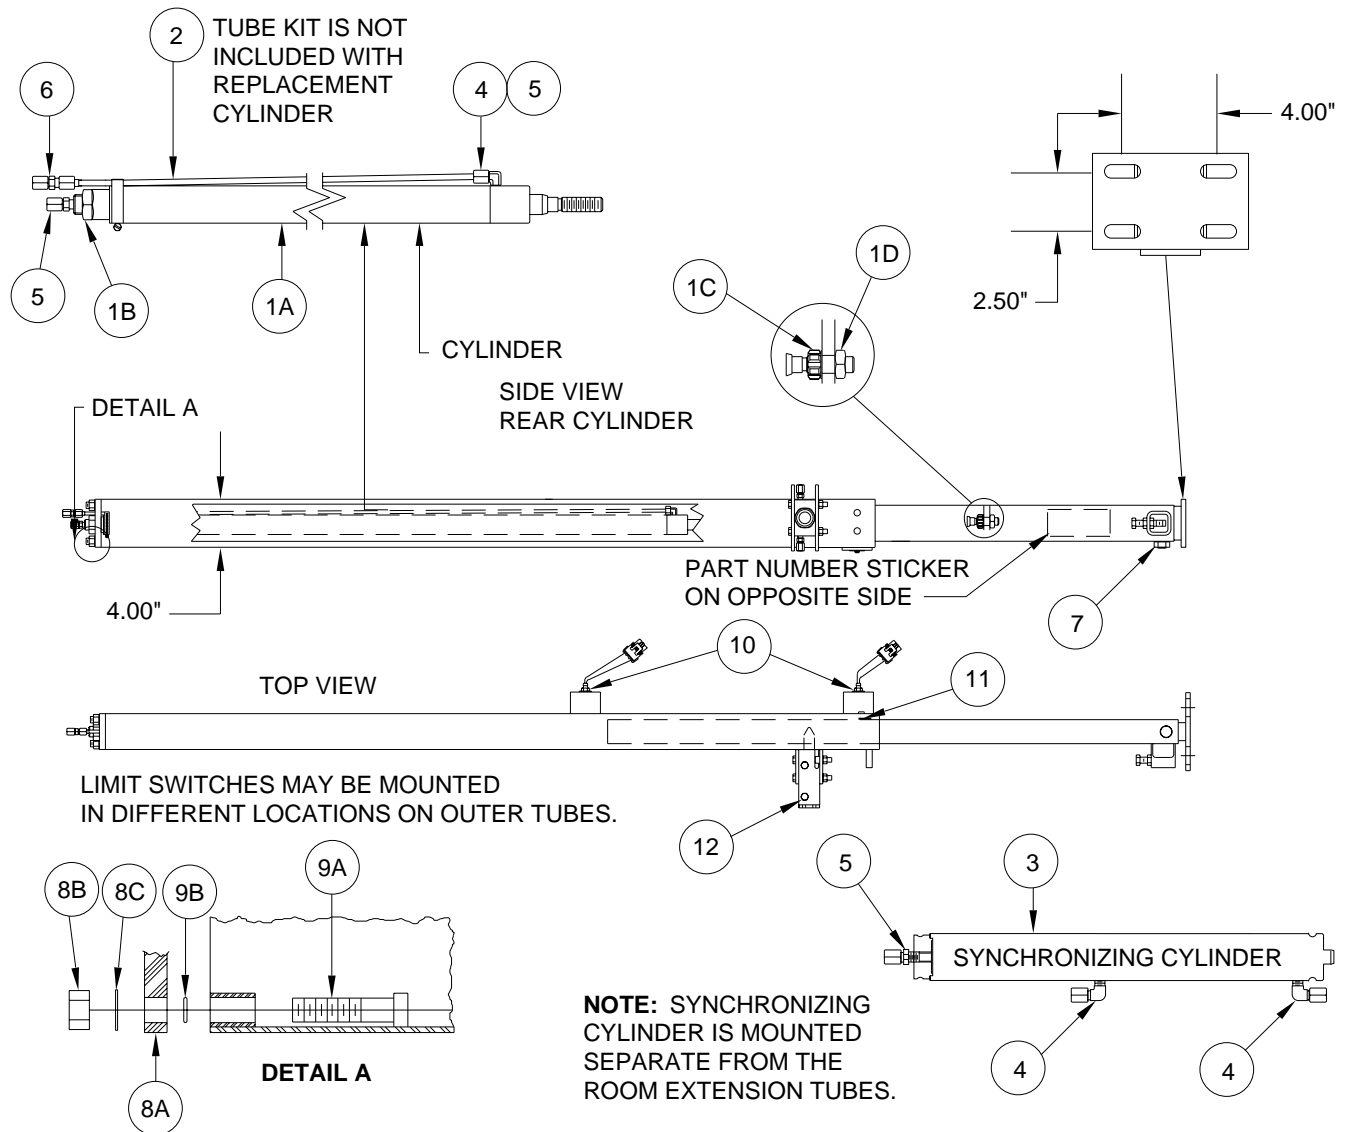 2
TUBE KIT IS NOT
INCLUDED WITH
REPLACEMENT
CYLINDER
6
4
5
4.00"
5
1B
1A
1C
1D
2.50"
CYLINDER
SIDE VIEW
REAR CYLINDER
DETAIL A
4.00"
PART NUMBER STICKER
ON OPPOSITE SIDE
7
10
11
TOP VIEW
LIMIT SWITCHES MAY BE MOUNTED
IN DIFFERENT LOCATIONS ON OUTER TUBES.
12
5
3
8B
8C
9B
9A
SYNCHRONIZING CYLINDER
NOTE: SYNCHRONIZING
CYLINDER IS MOUNTED
SEPARATE FROM THE
ROOM EXTENSION TUBES.
4
4
DETAIL A
8A